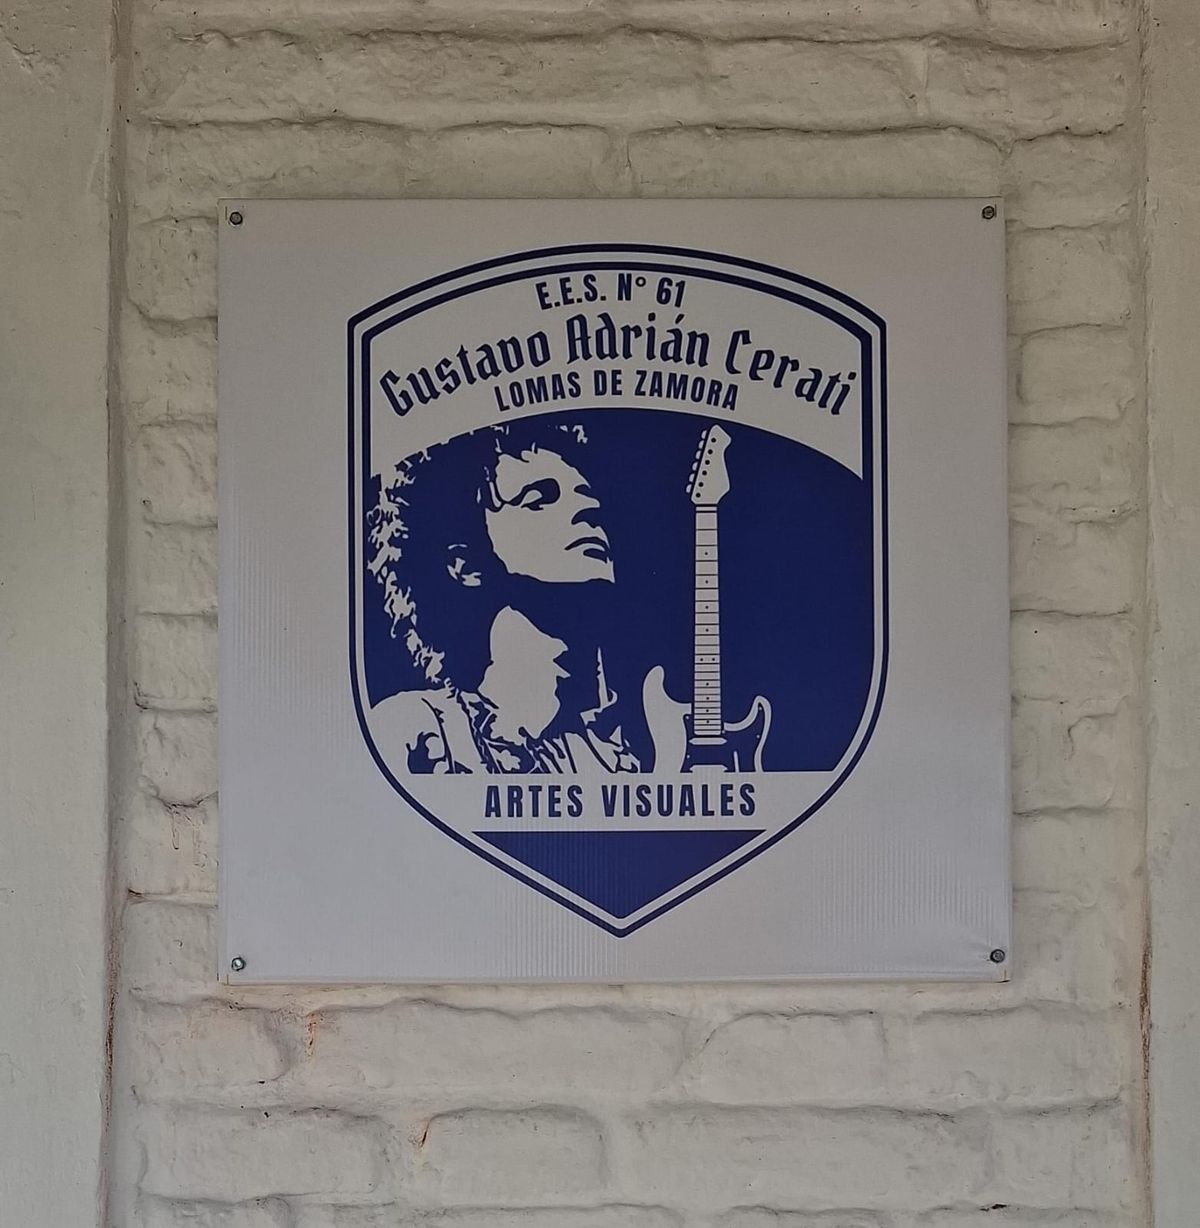 E.E.S. N° 61
Gustavo Adrián Cerati
LOMAS DE ZAMORA
ARTES VISUALES